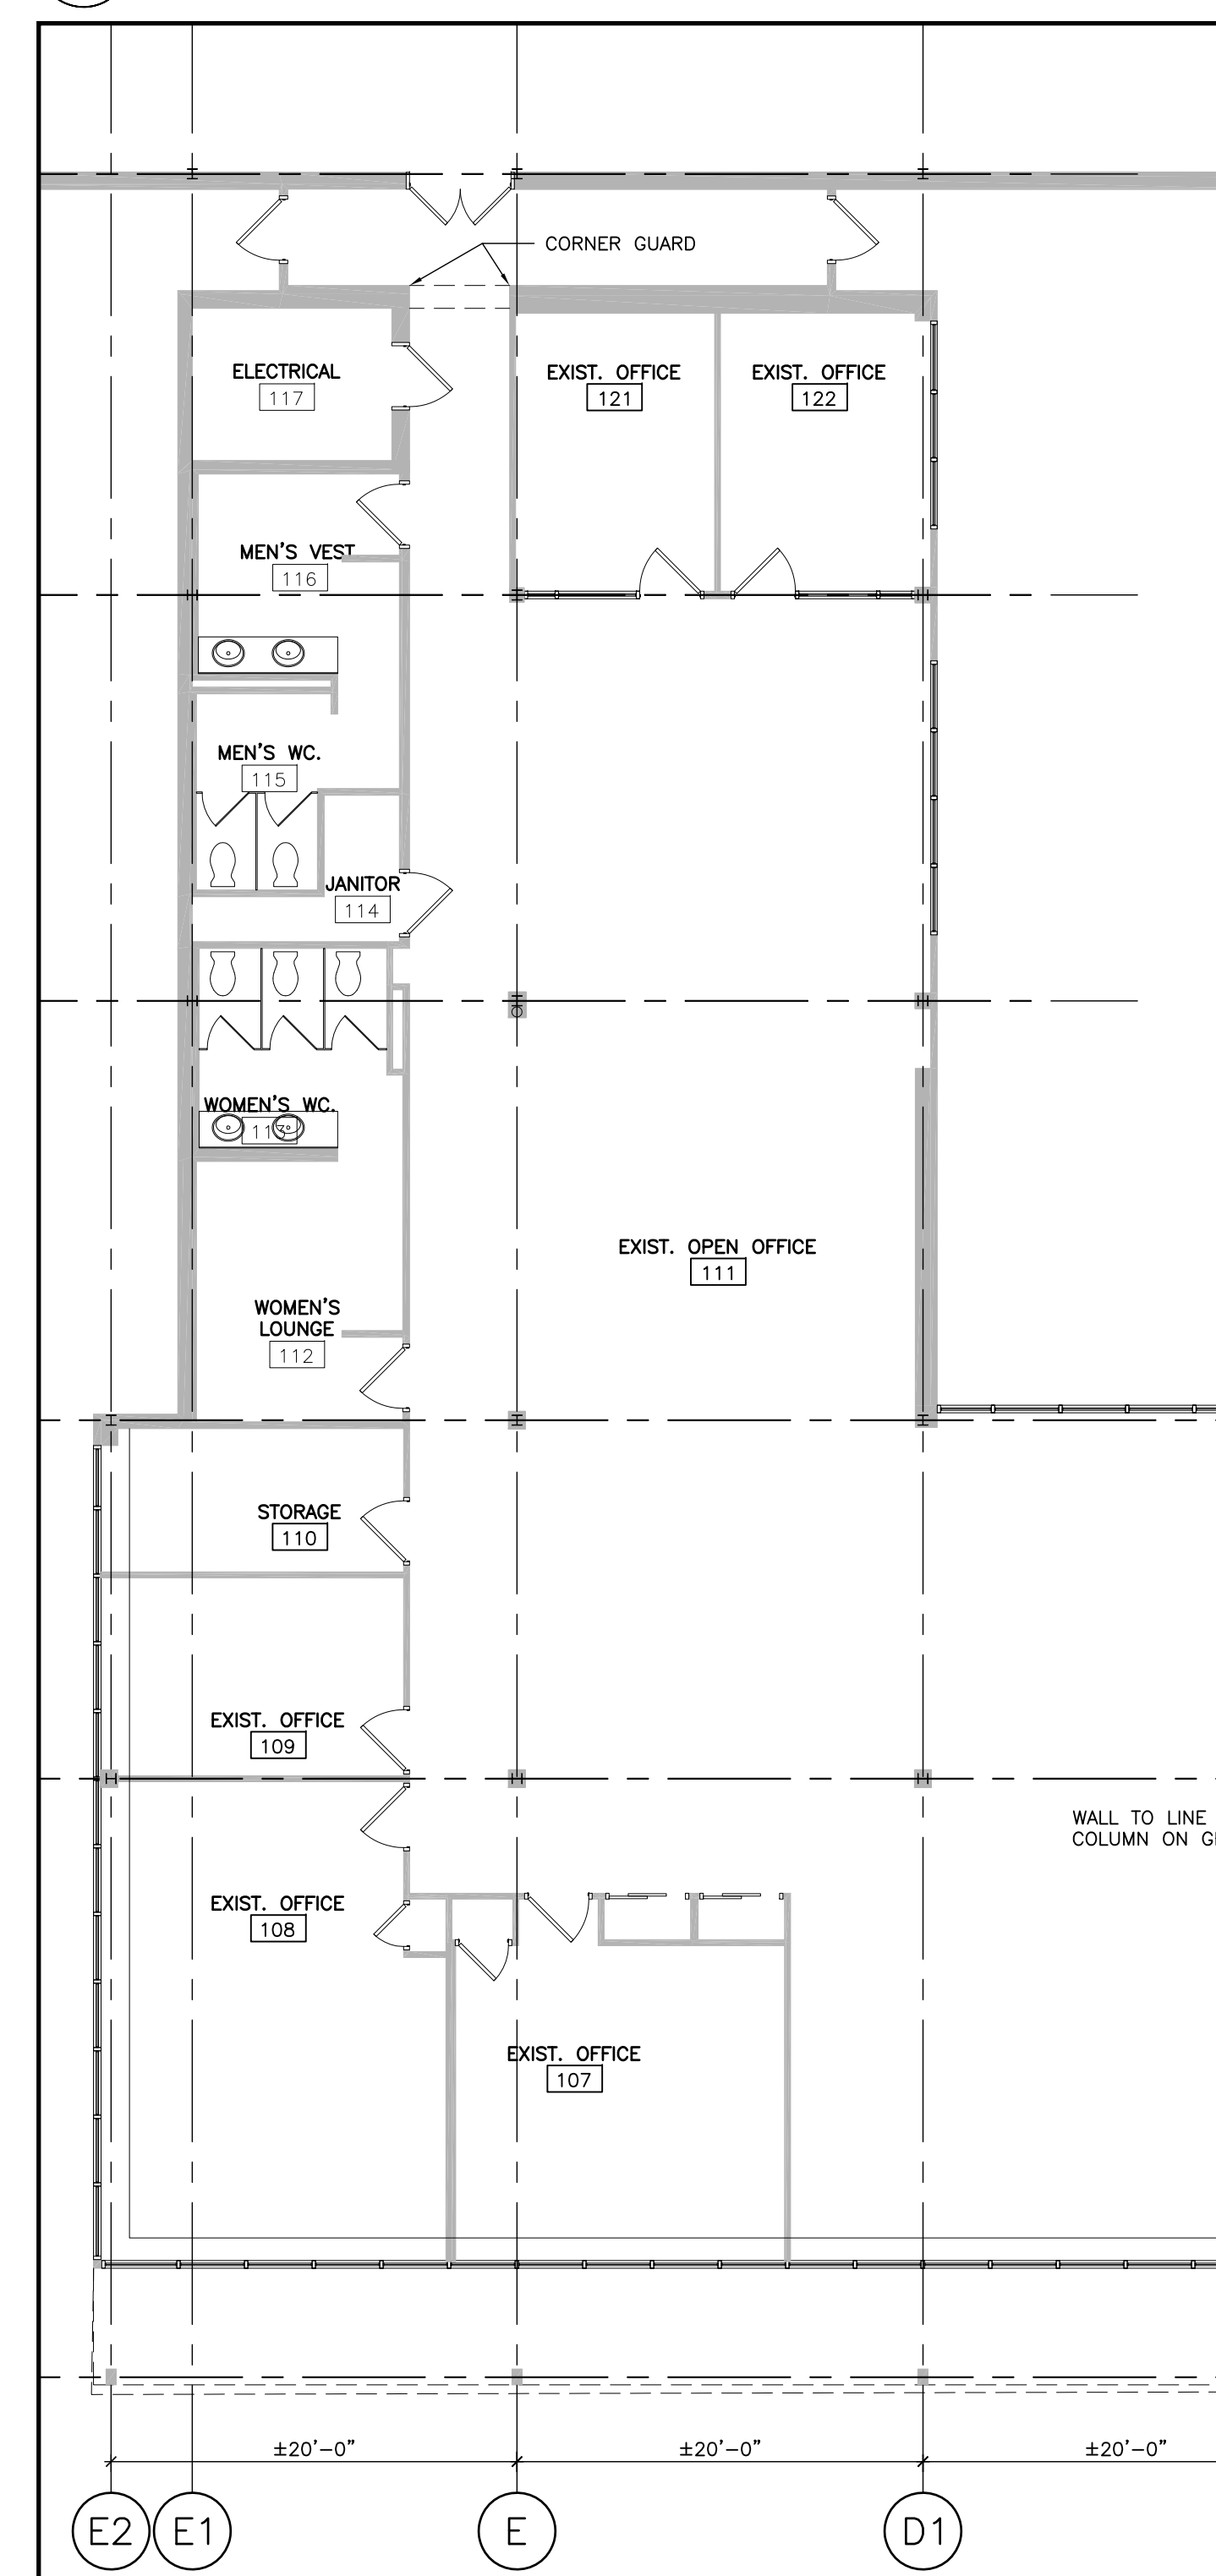 CORNER GUARD
ELECTRICAL
117
EXIST. OFFICE
121
EXIST. OFFICE
122
MEN'S VEST
116
MEN'S WC.
115
JANITOR
114
WOMEN'S WC.
113
EXIST. OPEN OFFICE
111
WOMEN'S
LOUNGE
112
STORAGE
110
EXIST. OFFICE
109
WALL TO LINE
COLUMN ON
EXIST. OFFICE
108
EXIST. OFFICE
107
±20'-0"
±20'-0"
±20'-0"
E2
E1
E
D1